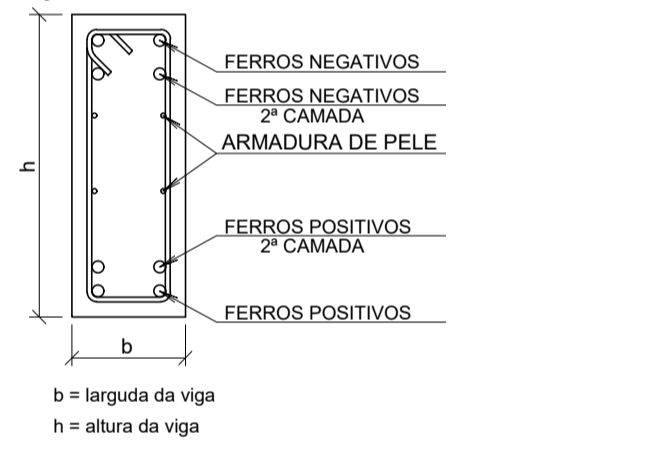 FERROS NEGATIVOS
FERROS NEGATIVOS
2ª CAMADA
ARMADURA DE PELE
h
FERROS POSITIVOS
2ª CAMADA
FERROS POSITIVOS
b
b = larguda da viga
h = altura da viga